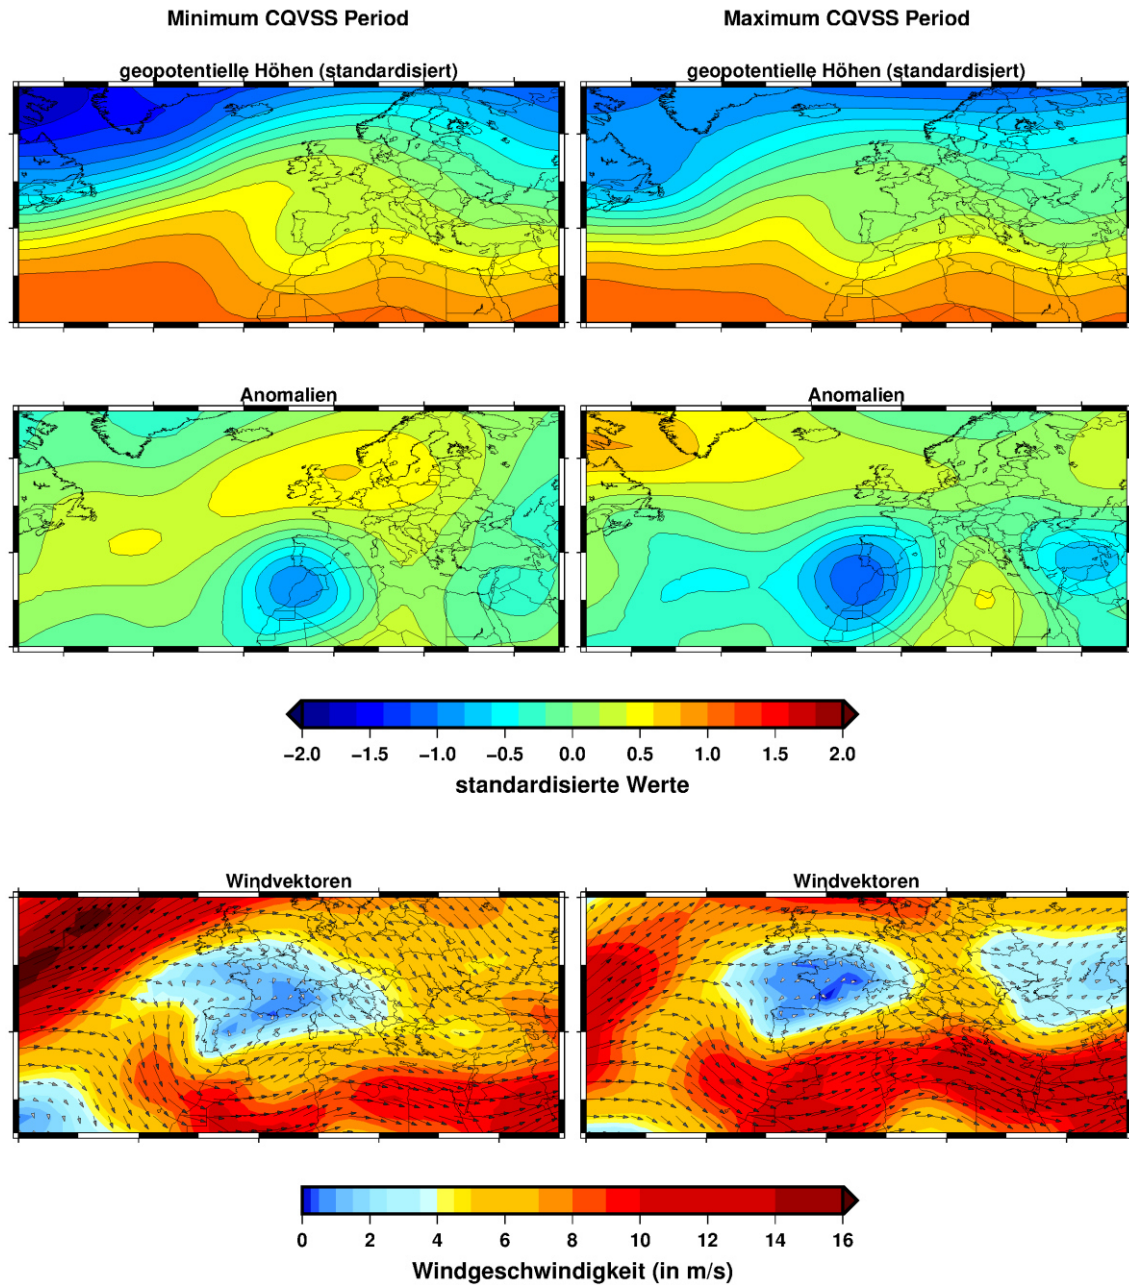 Minimum CQVSS Period
Maximum CQVSS Period
geopotentielle Höhen (standardisiert)
geopotentielle Höhen (standardisiert)
Anomalien
Anomalien
−2.0 −1.5 −1.0 −0.5 0.0 0.5 1.0 1.5 2.0
standardisierte Werte
Windvektoren
Windvektoren
0 2 4 6 8 10 12 14 16
Windgeschwindigkeit (in m/s)